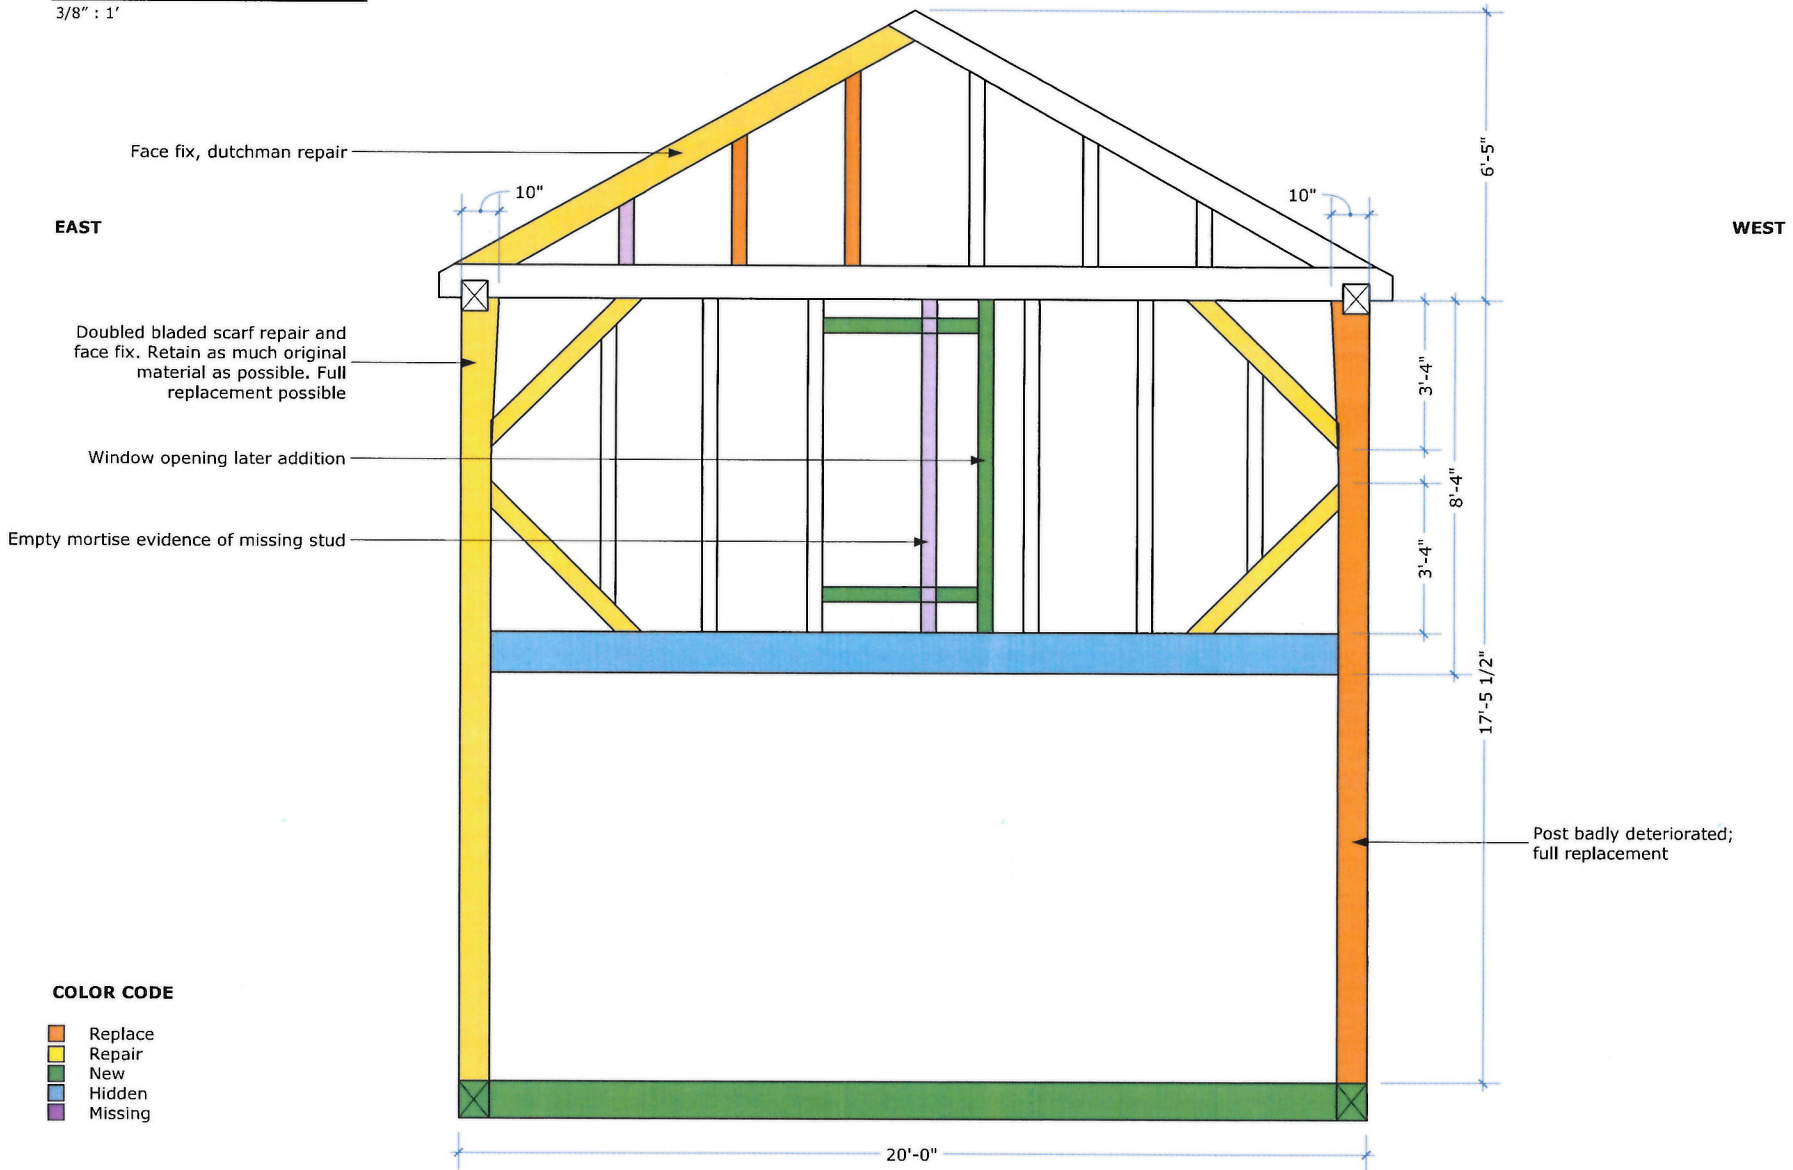 3/8" : 1'
6'-5"
Face fix, dutchman repair
10"
10"
EAST
WEST
Doubled bladed scarf repair and
face fix. Retain as much original
material as possible. Full
replacement possible
3'-4"
Window opening later addition
8'-4"
Empty mortise evidence of missing stud
3'-4"
17'-5 1/2"
Post badly deteriorated;
full replacement
COLOR CODE
Replace
Repair
New
Hidden
Missing
20'-0"